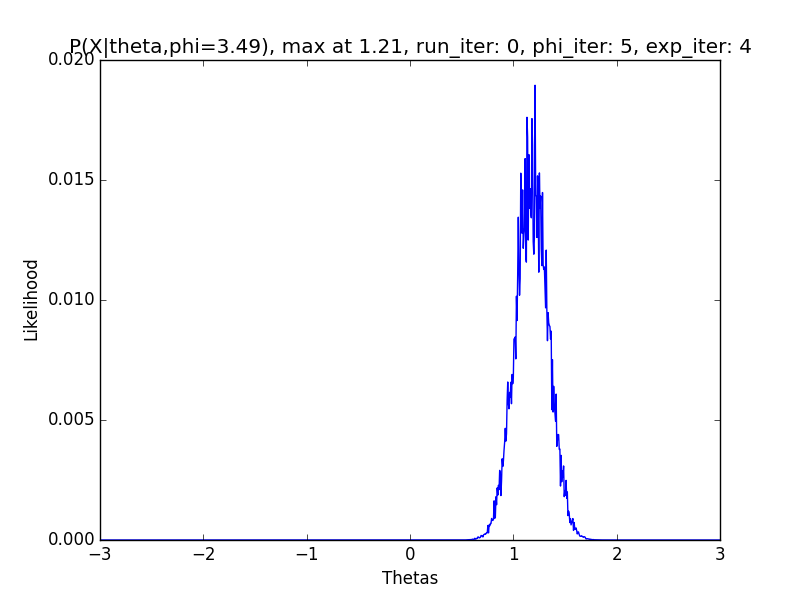 P(X|theta,phi=3.49), max at 1.21, run_iter: 0, phi_iter: 5, exp_iter: 4
0.020
0.015
0.010
0.005
0.000
Likelihood
−3 −2 −1 0 1 2 3
Thetas